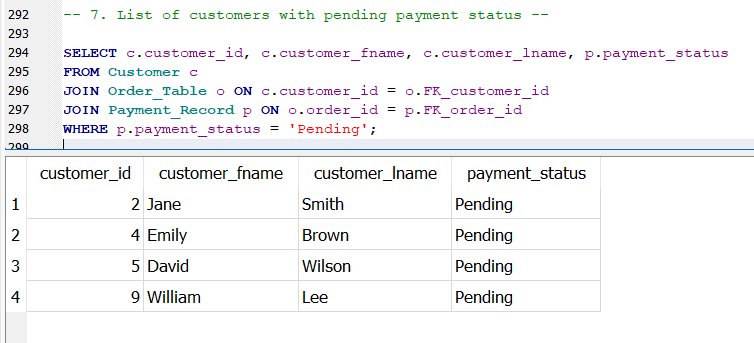 292 -- 7. List of customers with pending payment status --
293
294 SELECT c.customer_id, c.customer_fname, c.customer_lname, p.payment_status
295 FROM Customer c
296 JOIN Order_Table o ON c.customer_id = o.FK_customer_id
297 JOIN Payment_Record p ON o.order_id = p.FK_order_id
298 WHERE p.payment_status = 'Pending';
299
customer_id customer_fname customer_lname payment_status
1 2 Jane Smith Pending
2 4 Emily Brown Pending
3 5 David Wilson Pending
4 9 William Lee Pending